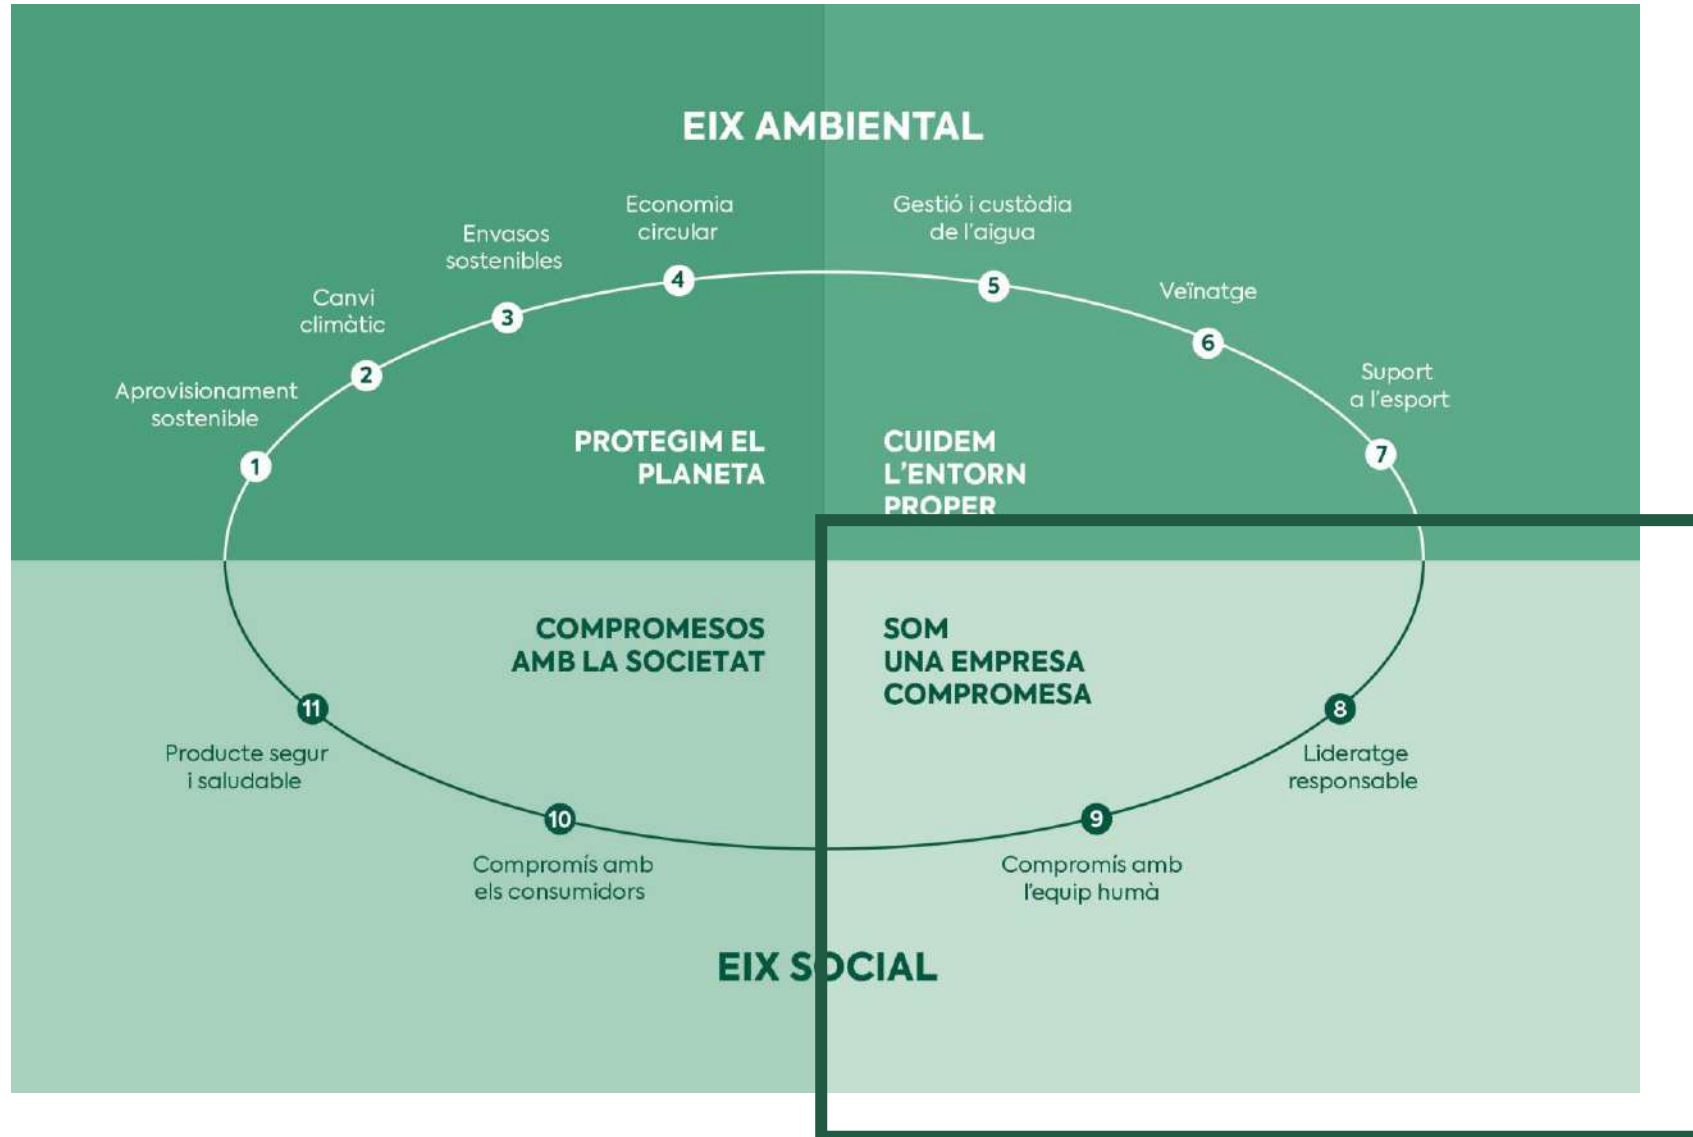 EIX AMBIENTAL
Economia
circular
Gestió i custòdia
de l'aigua
Envasos
sostenibles
Veïnatge
Canvi
climàtic
Suport
a l'esport
Aprovisionament
sostenible
4
5
3
6
2
7
1
PROTEGIM EL
PLANETA
CUIDEM
L'ENTORN
PROPER
COMPROMESOS
AMB LA SOCIETAT
SOM
UNA EMPRESA
COMPROMESA
11
8
Producte segur
i saludable
Lideratge
responsable
10
9
Compromís amb
els consumidors
Compromís amb
l'equip humà
EIX SOCIAL